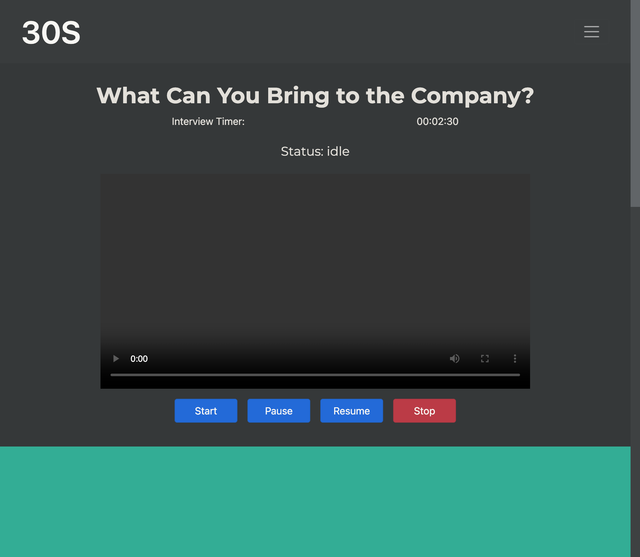 30S
What Can You Bring to the Company?
Interview Timer: 00:02:30
Status: idle
0:00
Start Pause Resume Stop